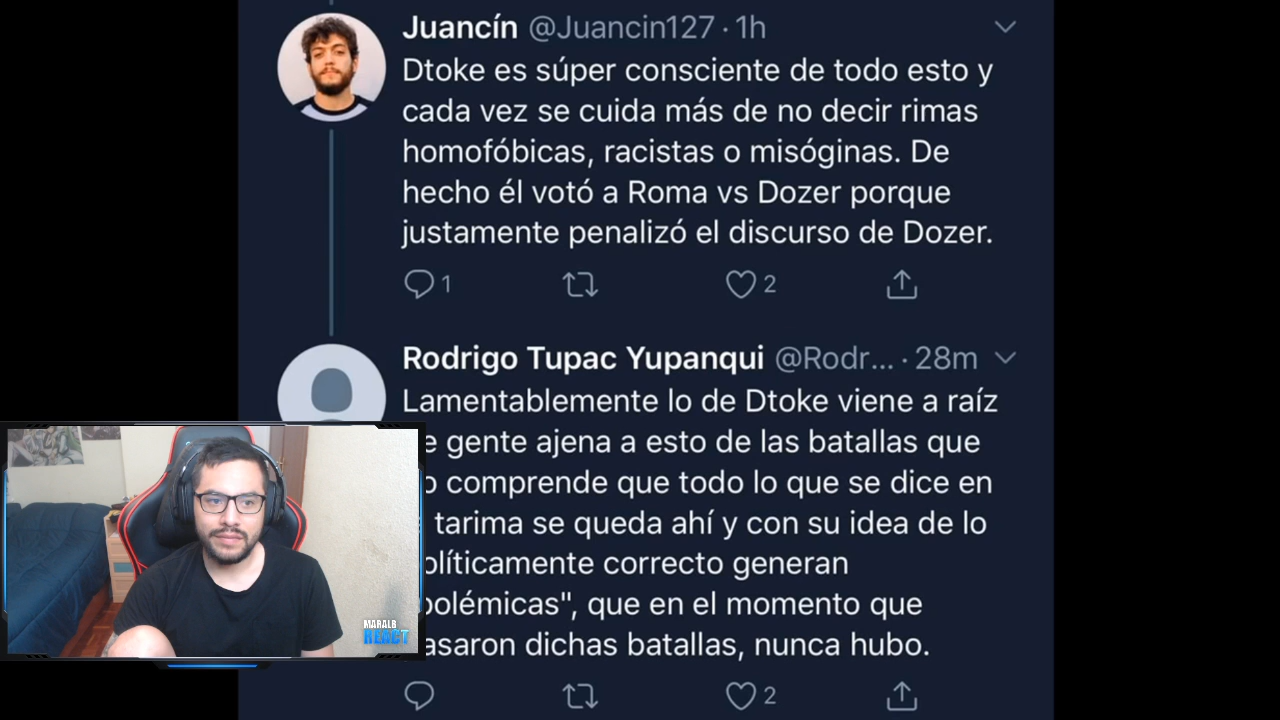 Juancín @Juancin127 · 1h
Dtoke es súper consciente de todo esto y
cada vez se cuida más de no decir rimas
homofóbicas, racistas o misóginas. De
hecho él votó a Roma vs Dozer porque
justamente penalizó el discurso de Dozer.
1 2
Rodrigo Tupac Yupanqui @Rodr... · 28m
Lamentablemente lo de Dtoke viene a raíz
e gente ajena a esto de las batallas que
o comprende que todo lo que se dice en
tarima se queda ahí y con su idea de lo
olíticamente correcto generan
polémicas", que en el momento que
asaron dichas batallas, nunca hubo.
2
MARALB
REACT